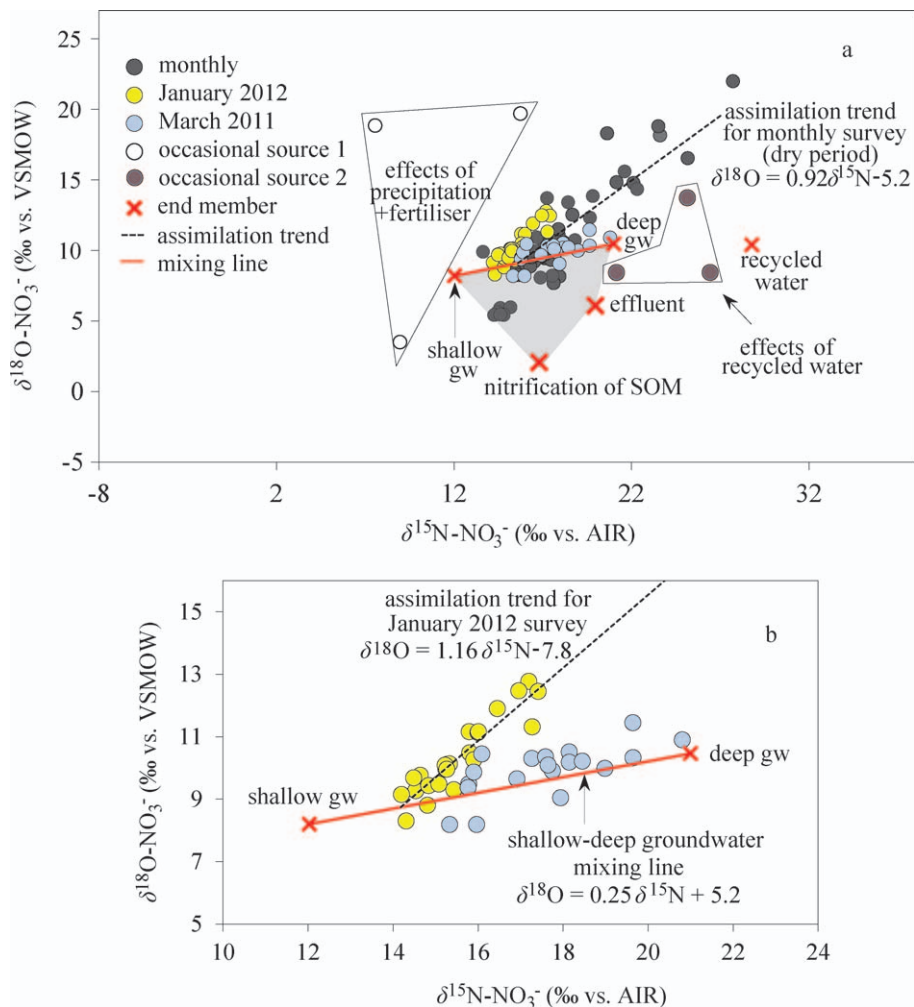 a
25
20
15
10
5
0
-5
δ18O-NO3- (‰ vs. VSMOW)
monthly
January 2012
March 2011
occasional source 1
occasional source 2
end member
assimilation trend
mixing line
effects of
precipitation
+fertiliser
assimilation trend
for monthly survey
(dry period)
δ18O = 0.92δ15N-5.2
deep
gw
recycled
water
effluent
shallow
gw
nitrification of SOM
effects of
recycled water
-8 2 12 22 32
δ15N-NO3- (‰ vs. AIR)
b
15
13
11
9
7
5
δ18O-NO3- (‰ vs. VSMOW)
assimilation trend for
January 2012 survey
δ18O = 1.16 δ15N-7.8
deep gw
shallow gw
shallow-deep groundwater
mixing line
δ18O = 0.25 δ15N + 5.2
10 12 14 16 18 20 22 24
δ15N-NO3- (‰ vs. AIR)